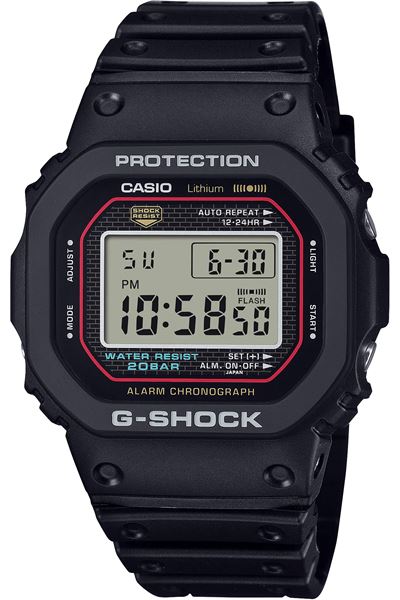 PROTECTION
CASIO Lithium
SHOCK RESIST
AUTO REPEAT
12·24HR
ADJUST
LIGHT
SU 6-30
PM
FLASH
10:58 50
MODE
START
WATER RESIST SET [+]
20BAR ALM. ON·OFF
JAPAN
ALARM CHRONOGRAPH
G-SHOCK